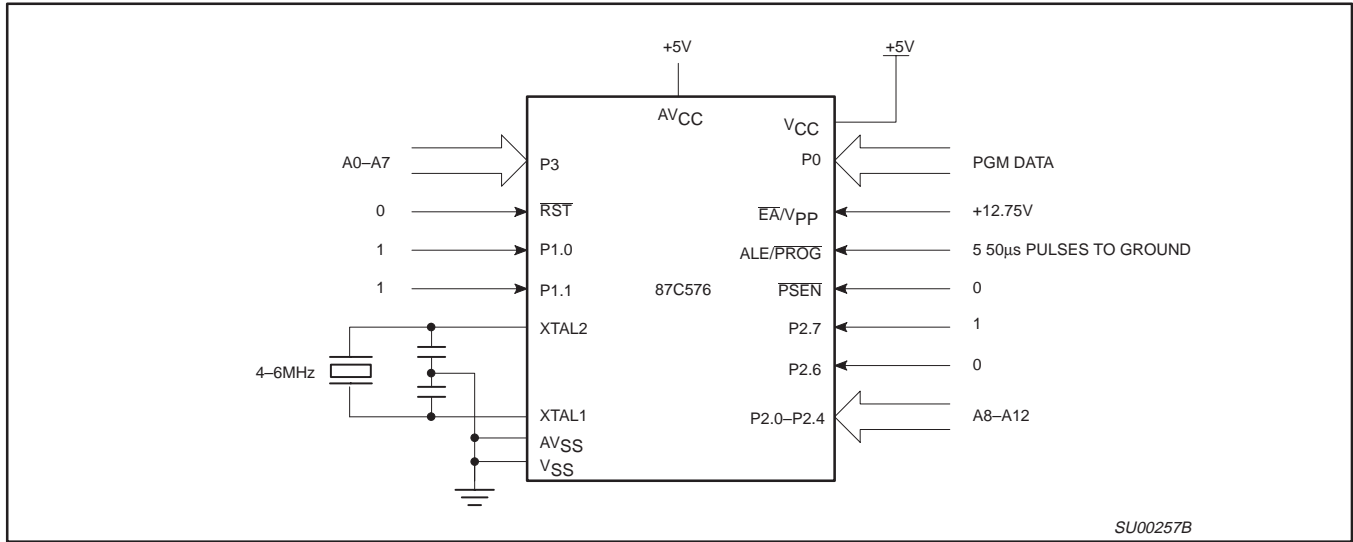 +5V
+5V
AVCC
VCC
A0–A7
P3
P0
PGM DATA
0
RST
EA/VPP
+12.75V
1
P1.0
ALE/PROG
5 50µs PULSES TO GROUND
1
P1.1
87C576
PSEN
0
XTAL2
P2.7
1
4–6MHz
P2.6
0
XTAL1
P2.0–P2.4
A8–A12
AVSS
VSS
SU00257B